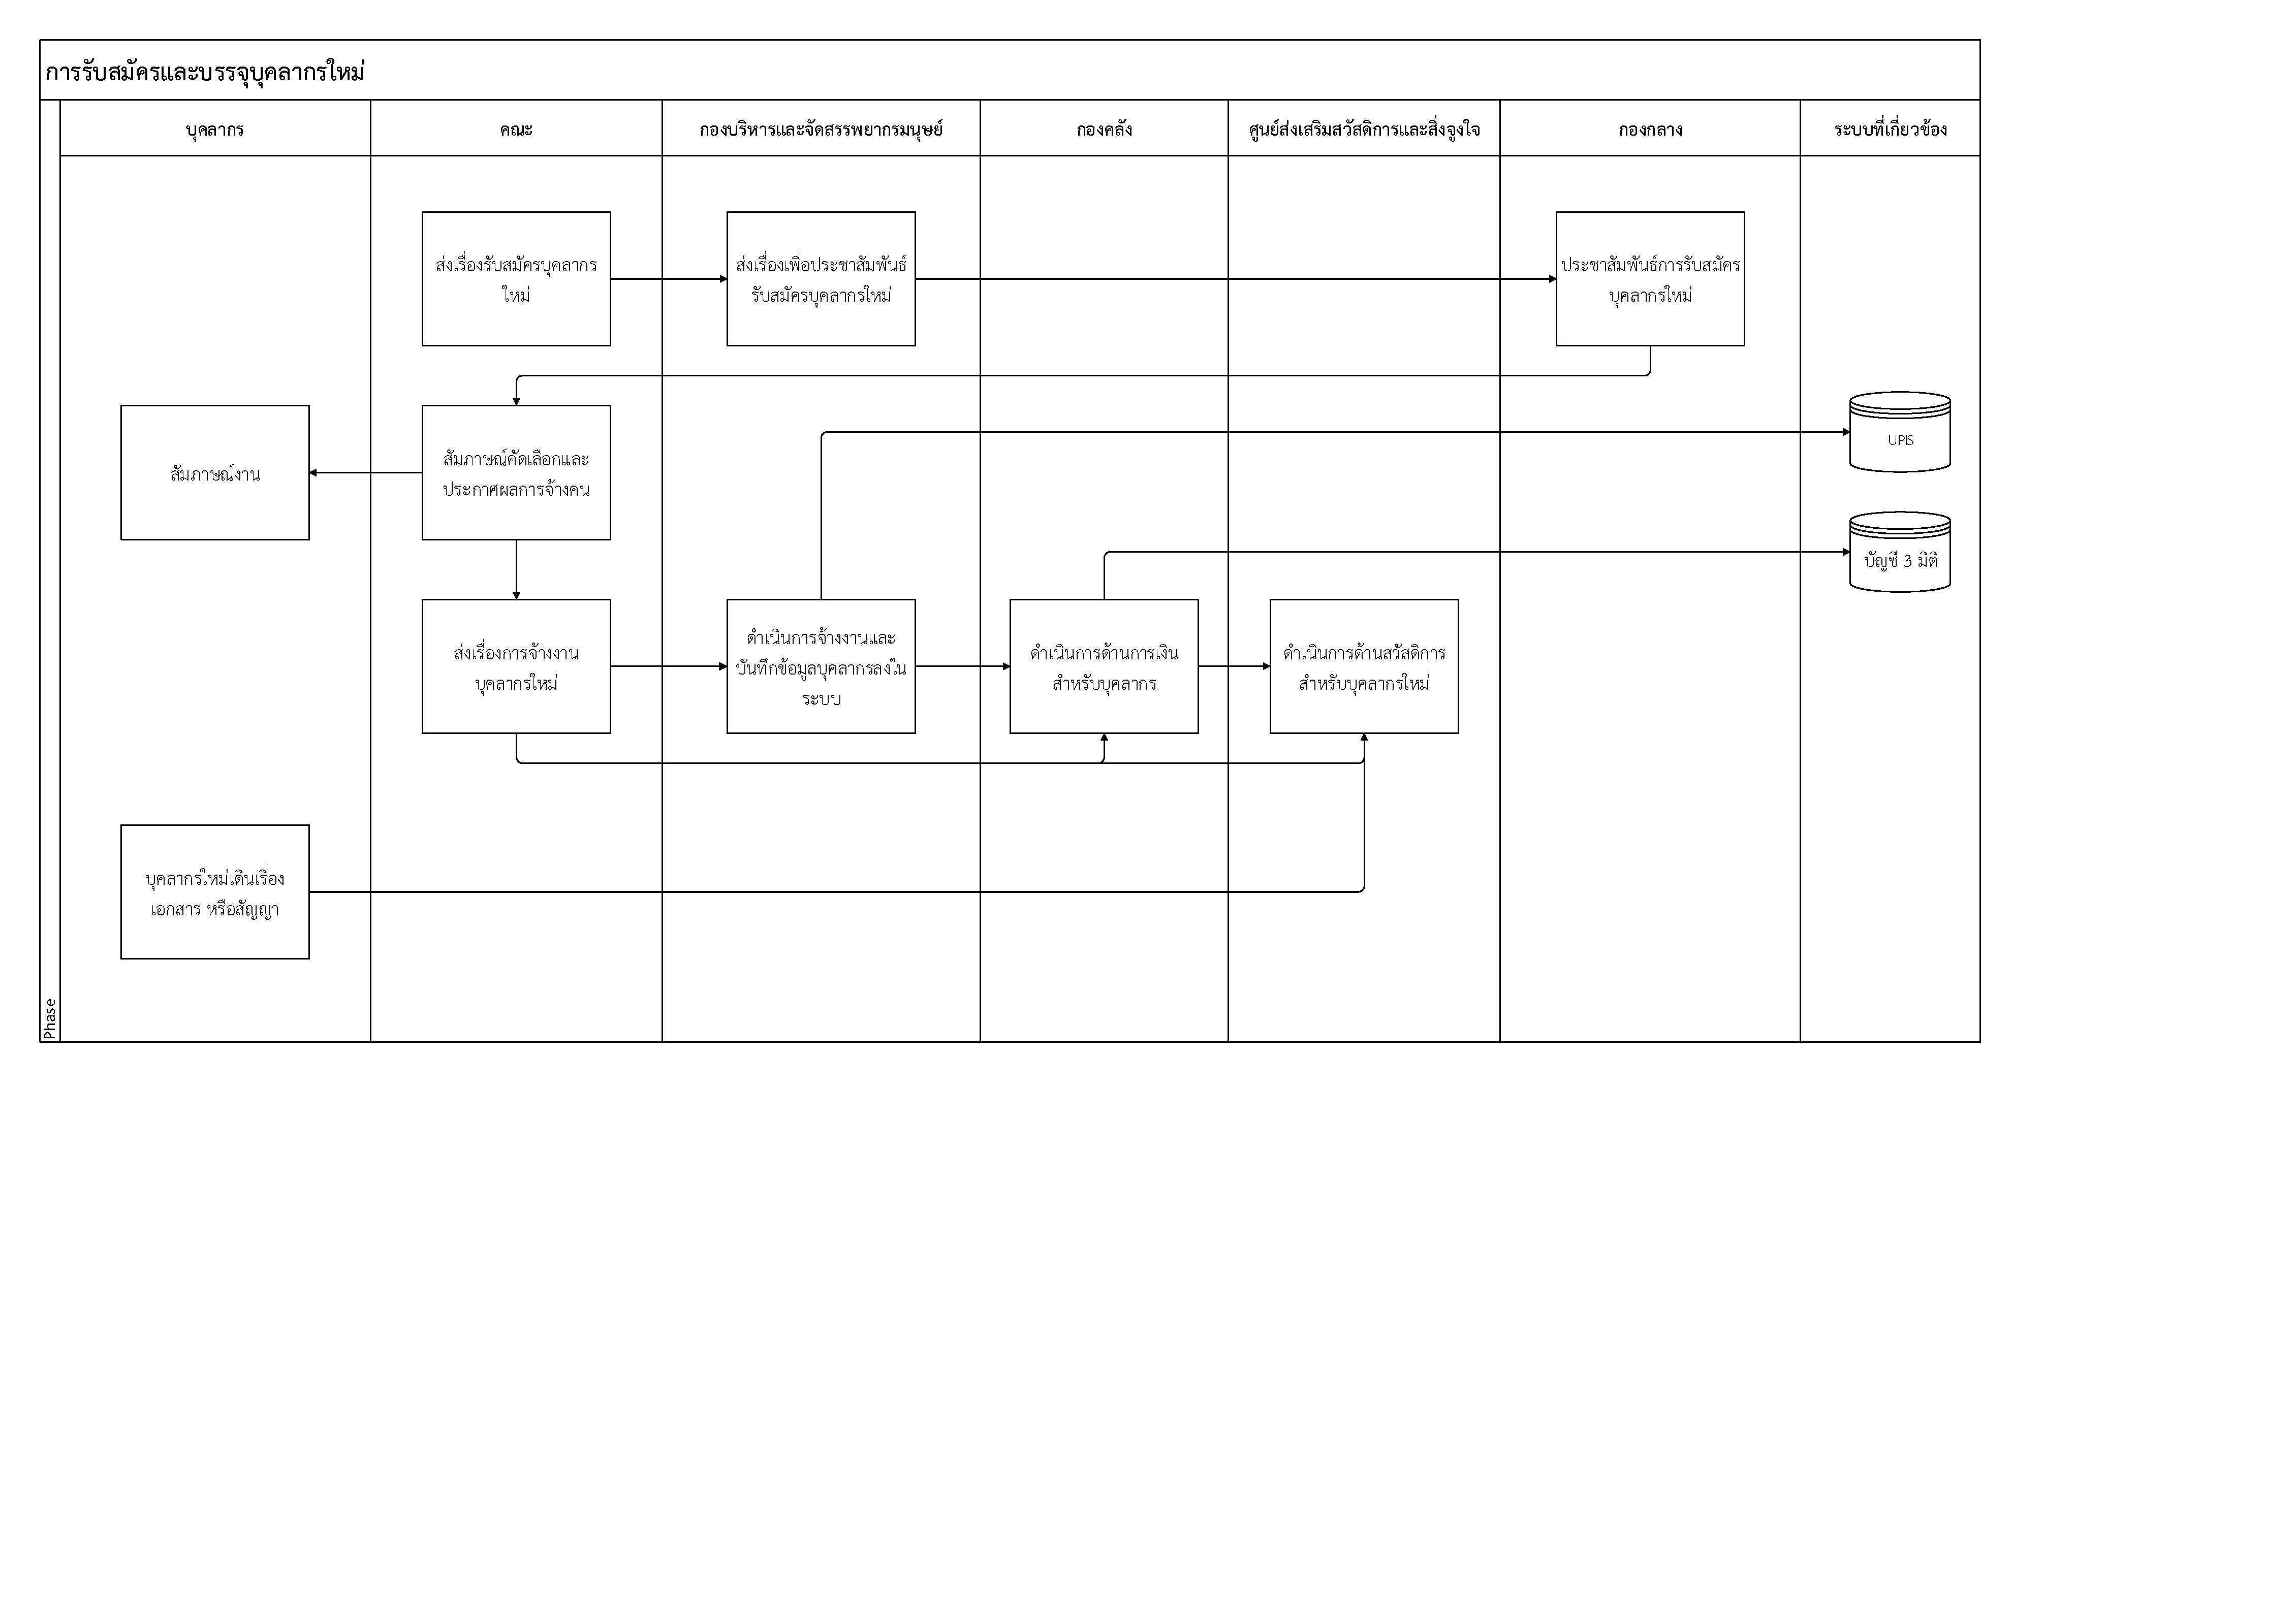 การรับสมัครและบรรจุบุคลากรใหม่
บุคลากร
คณะ
กองบริหารและจัดสรรพยากรมนุษย์
กองคลัง
ศูนย์ส่งเสริมสวัสดิการและสิ่งจูงใจ
กองกลาง
ระบบที่เกี่ยวข้อง
ส่งเรื่องรับสมัครบุคลากร
ใหม่
ส่งเรื่องเพื่อประชาสัมพันธ์
รับสมัครบุคลากรใหม่
ประชาสัมพันธ์การรับสมัคร
บุคลากรใหม่
สัมภาษณ์งาน
สัมภาษณ์คัดเลือกและ
ประกาศผลการจ้างคน
UPIS
บัญชี 3 มิติ
ส่งเรื่องการจ้างงาน
บุคลากรใหม่
ดำเนินการจ้างงานและ
บันทึกข้อมูลบุคลากรลงใน
ระบบ
ดำเนินการด้านการเงิน
สำหรับบุคลากร
ดำเนินการด้านสวัสดิการ
สำหรับบุคลากรใหม่
บุคลากรใหม่เดินเรื่อง
เอกสาร หรือสัญญา
Phase